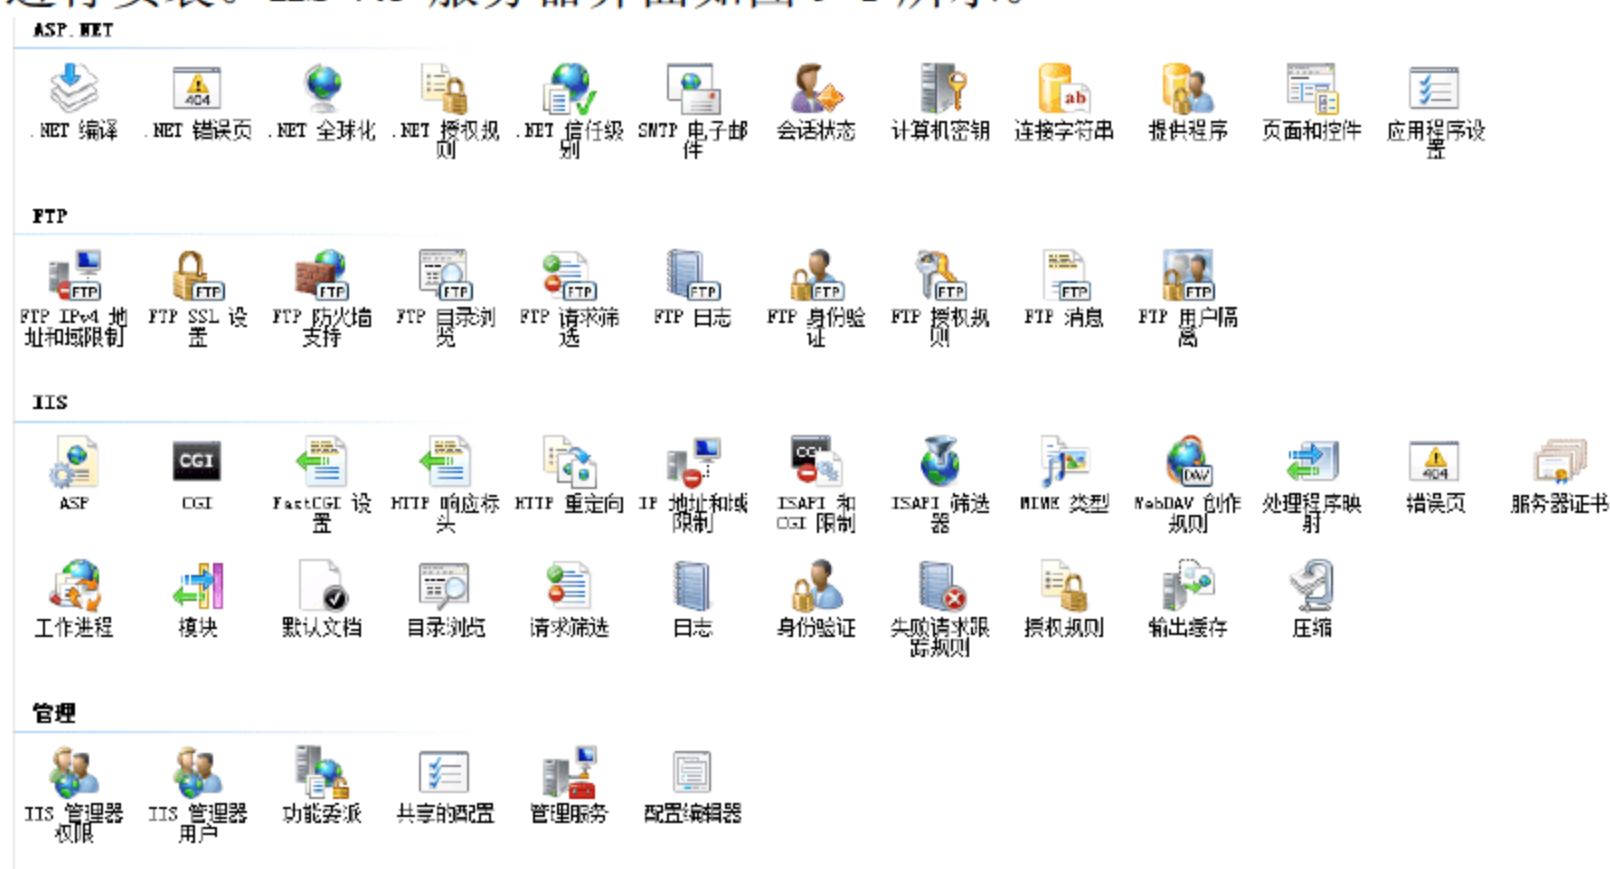 ASP.NET
.NET 编译 .NET 错误页 .NET 全球化 .NET 授权规则 .NET 信任级别 SMTP 电子邮件 会话状态 计算机密钥 连接字符串 提供程序 页面和控件 应用程序设置
FTP
FTP IPv4 地址和域限制 FTP SSL 设置 FTP 防火墙支持 FTP 目录浏览 FTP 请求筛选 FTP 日志 FTP 身份验证 FTP 授权规则 FTP 消息 FTP 用户隔离
IIS
ASP CGI FastCGI 设置 HTTP 响应标头 HTTP 重定向 IP 地址和域限制 ISAPI 和 CGI 限制 ISAPI 筛选器 MIME 类型 WebDAV 创作规则 处理程序映射 错误页 服务器证书
工作进程 模块 默认文档 目录浏览 请求筛选 日志 身份验证 失败请求跟踪规则 授权规则 输出缓存 压缩
管理
IIS 管理器权限 IIS 管理器用户 功能委派 共享的配置 管理服务 配置编辑器